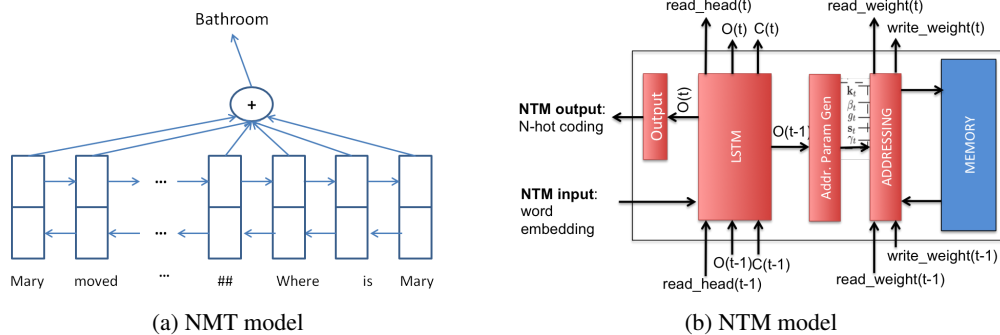 Bathroom
+
...
...
...
Mary moved ## Where is Mary
(a) NMT model
read_head(t)
O(t) C(t)
read_weight(t)
write_weight(t)
NTM output:
N-hot coding
Output
O(t)
LSTM
O(t-1)
Addr. Param Gen
k_t
β_t
g_t
s_t
γ_t
ADDRESSING
MEMORY
NTM input:
word
embedding
O(t-1) C(t-1)
read_head(t-1)
write_weight(t-1)
read_weight(t-1)
(b) NTM model